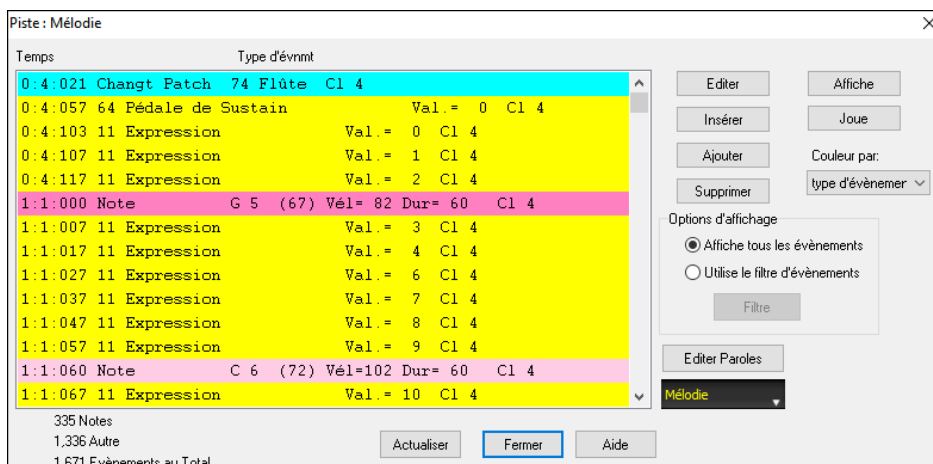 Piste : Mélodie
Temps Type d'évnmt
0:4:021 Changt Patch 74 Flûte Cl 4
0:4:057 64 Pédale de Sustain Val.= 0 Cl 4
0:4:103 11 Expression Val.= 0 Cl 4
0:4:107 11 Expression Val.= 1 Cl 4
0:4:117 11 Expression Val.= 2 Cl 4
1:1:000 Note G 5 (67) Vél= 82 Dur= 60 Cl 4
1:1:007 11 Expression Val.= 3 Cl 4
1:1:017 11 Expression Val.= 4 Cl 4
1:1:027 11 Expression Val.= 6 Cl 4
1:1:037 11 Expression Val.= 7 Cl 4
1:1:047 11 Expression Val.= 8 Cl 4
1:1:057 11 Expression Val.= 9 Cl 4
1:1:060 Note C 6 (72) Vél=102 Dur= 60 Cl 4
1:1:067 11 Expression Val.= 10 Cl 4
335 Notes
1,336 Autre
1,671 Evènements au Total
Editer
Affiche
Insérer
Joue
Ajouter
Couleur par:
Supprimer
type d'évènemer
Options d'affichage
Affiche tous les évènements
Utilise le filtre d'évènements
Filtre
Editer Paroles
Mélodie
Actualiser
Fermer
Aide